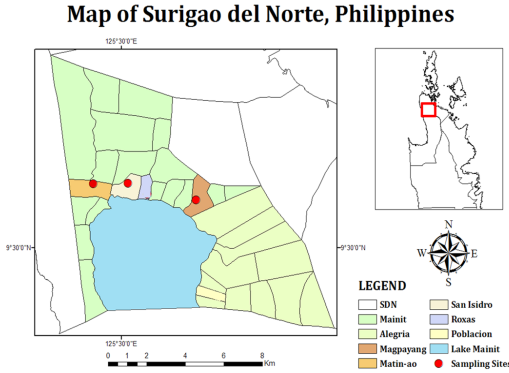 Map of Surigao del Norte, Philippines
125°30'0"E
9°30'0"N
9°30'0"N
125°30'0"E
0 1 2 4 6 8
Km
N
W E
S
LEGEND
SDN
Mainit
Alegria
Magpayang
Matin-ao
San Isidro
Roxas
Poblacion
Lake Mainit
Sampling Sites